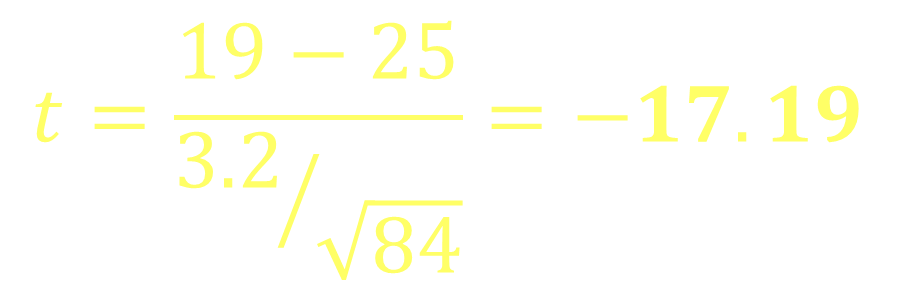 t = 19 − 25 / 3.2/√84 = −17.19